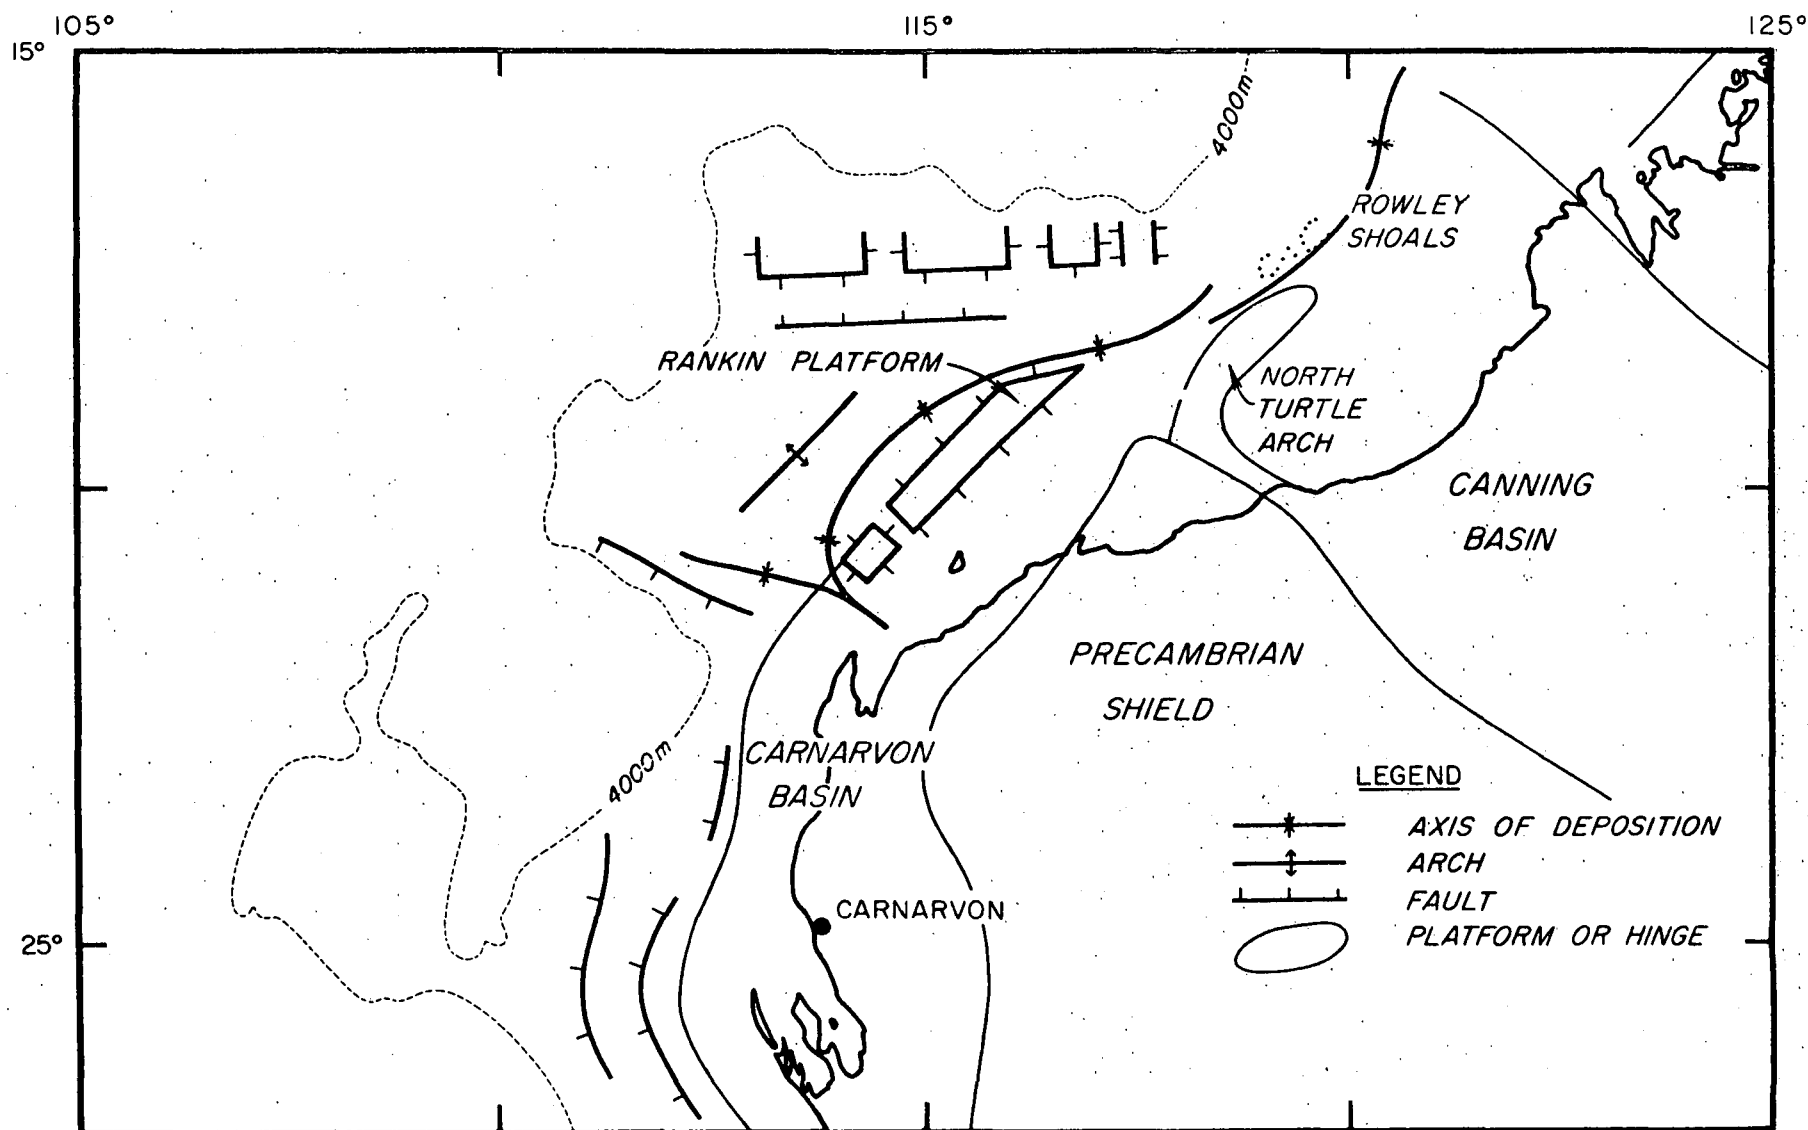 105° 115° 125°
15°
4000m
ROWLEY
SHOALS
RANKIN PLATFORM
NORTH
TURTLE
ARCH
CANNING
BASIN
PRECAMBRIAN
SHIELD
4000m
CARNARVON
BASIN
LEGEND
AXIS OF DEPOSITION
ARCH
FAULT
PLATFORM OR HINGE
CARNARVON
25°